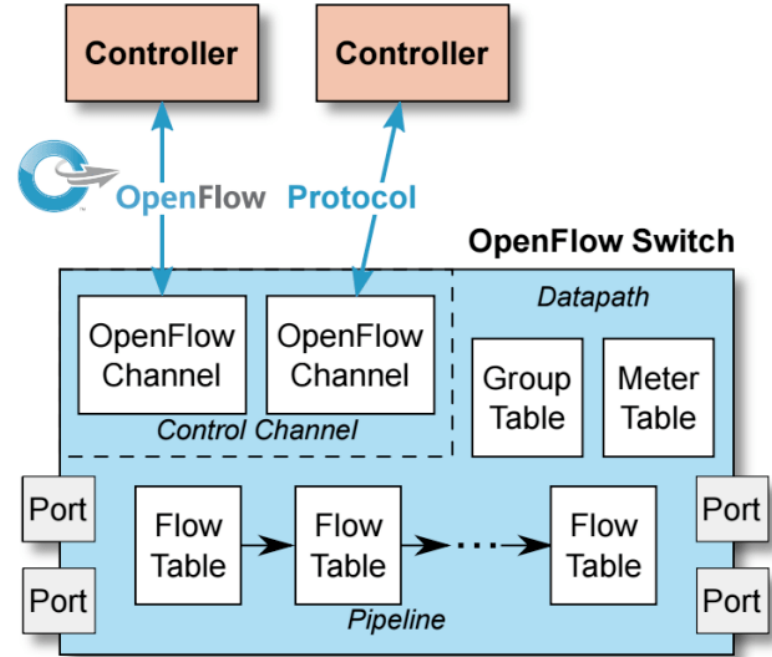 Controller
Controller
OpenFlow Protocol
™
OpenFlow Switch
Datapath
OpenFlow
Channel
OpenFlow
Channel
Control Channel
Group
Table
Meter
Table
Port
Port
Flow
Table
Flow
Table
...
Flow
Table
Port
Port
Pipeline